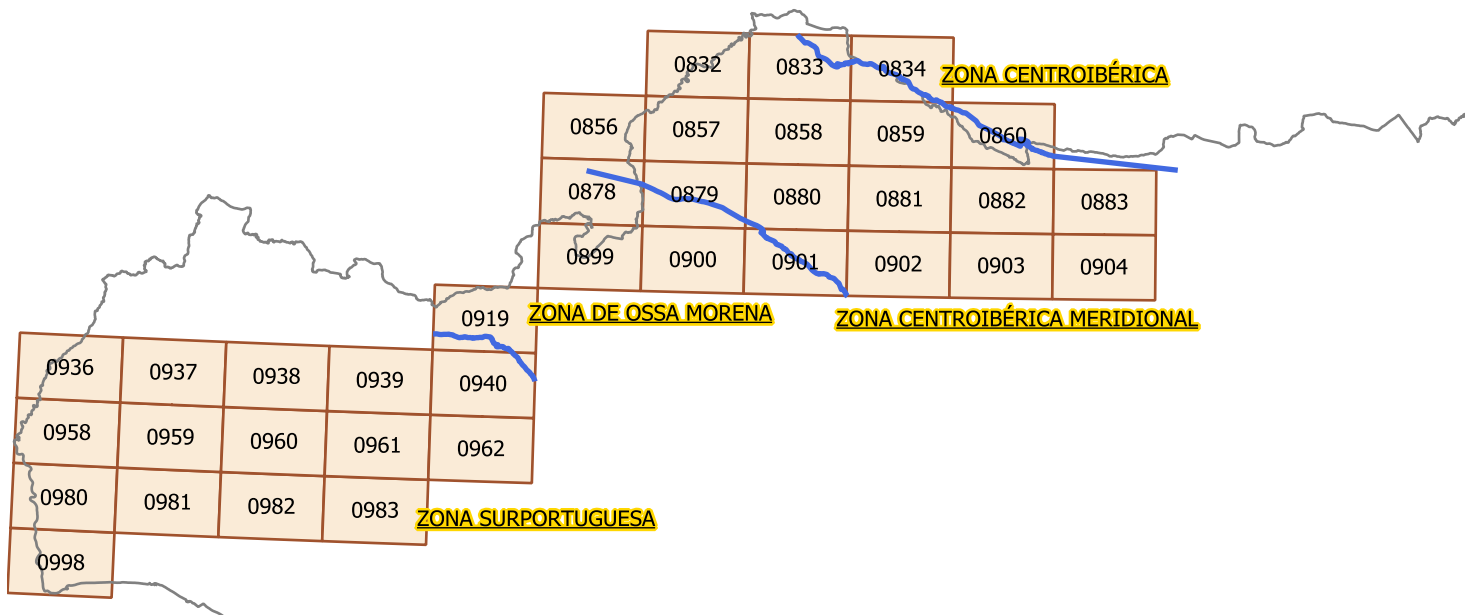 0832 0833 0834
ZONA CENTROIBÉRICA
0856 0857 0858 0859 0860
0878 0879 0880 0881 0882 0883
0899 0900 0901 0902 0903 0904
0919
ZONA DE OSSA MORENA
ZONA CENTROIBÉRICA MERIDIONAL
0936 0937 0938 0939 0940
0958 0959 0960 0961 0962
0980 0981 0982 0983
ZONA SURPORTUGUESA
0998